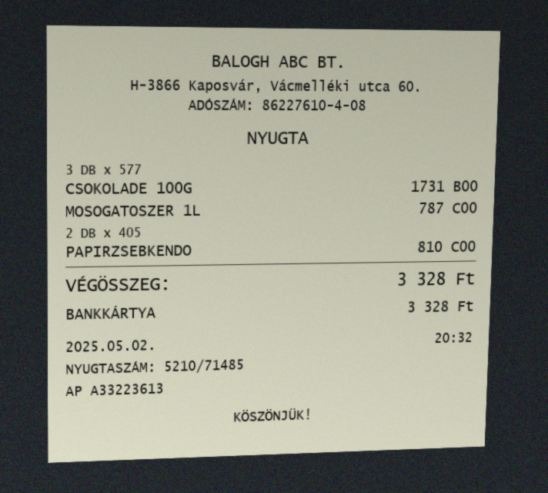 BALOGH ABC BT.
H-3866 Kaposvár, Vácmelléki utca 60.
ADÓSZÁM: 86227610-4-08
NYUGTA
3 DB x 577
CSOKOLADE 100G 1731 B00
MOSOGATOSZER 1L 787 C00
2 DB x 405
PAPIRZSEBKENDO 810 C00
VÉGÖSSZEG: 3 328 Ft
BANKKÁRTYA 3 328 Ft
2025.05.02. 20:32
NYUGTASZÁM: 5210/71485
AP A33223613
KÖSZÖNJÜK!